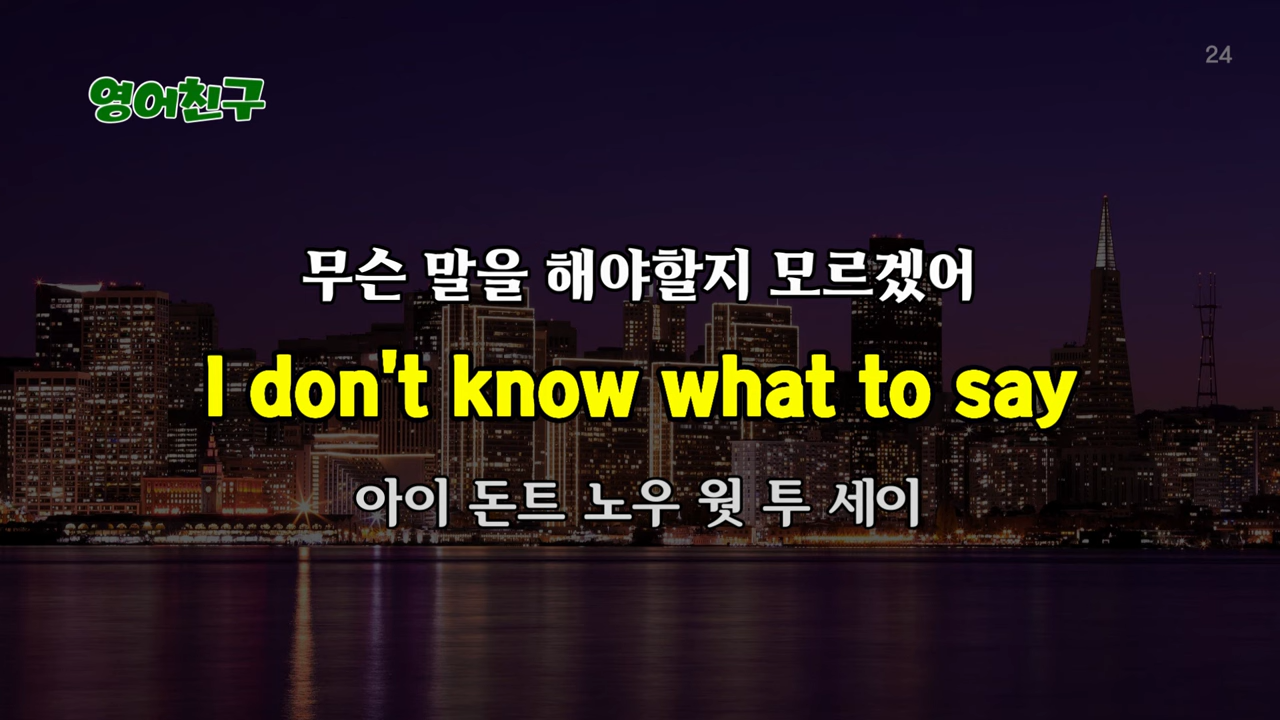 24
영어친구
무슨 말을 해야할지 모르겠어
I don't know what to say
아이 돈트 노우 웟 투 세이